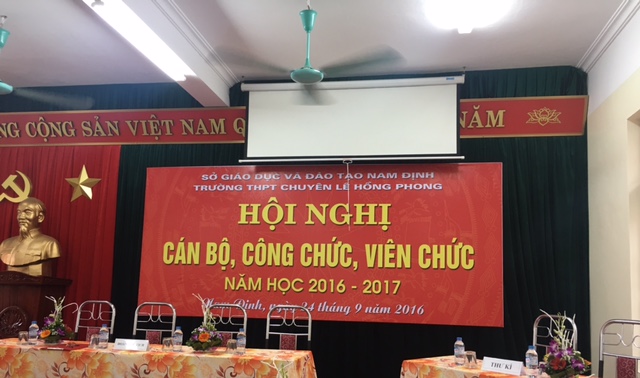 NG CỘNG SẢN VIỆT NAM Q
NĂM
SỞ GIÁO DỤC VÀ ĐÀO TẠO NAM ĐỊNH
TRƯỜNG THPT CHUYÊN LÊ HỒNG PHONG
HỘI NGHỊ
CÁN BỘ, CÔNG CHỨC, VIÊN CHỨC
NĂM HỌC 2016 - 2017
Nam Định, ngày 24 tháng 9 năm 2016
THƯ KÍ